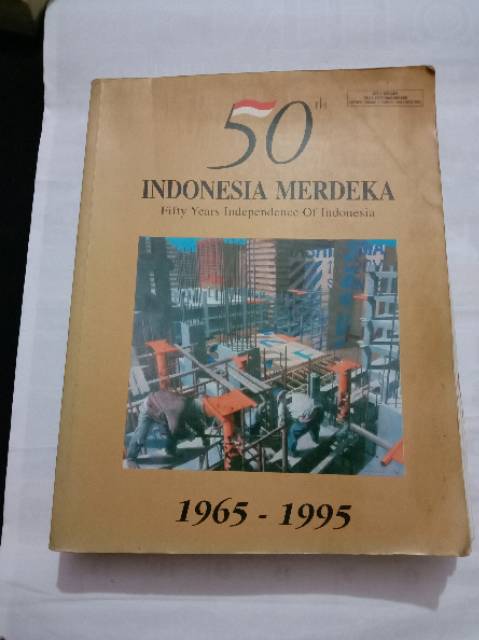 50th
INDONESIA MERDEKA
Fifty Years Independence Of Indonesia
1965 - 1995